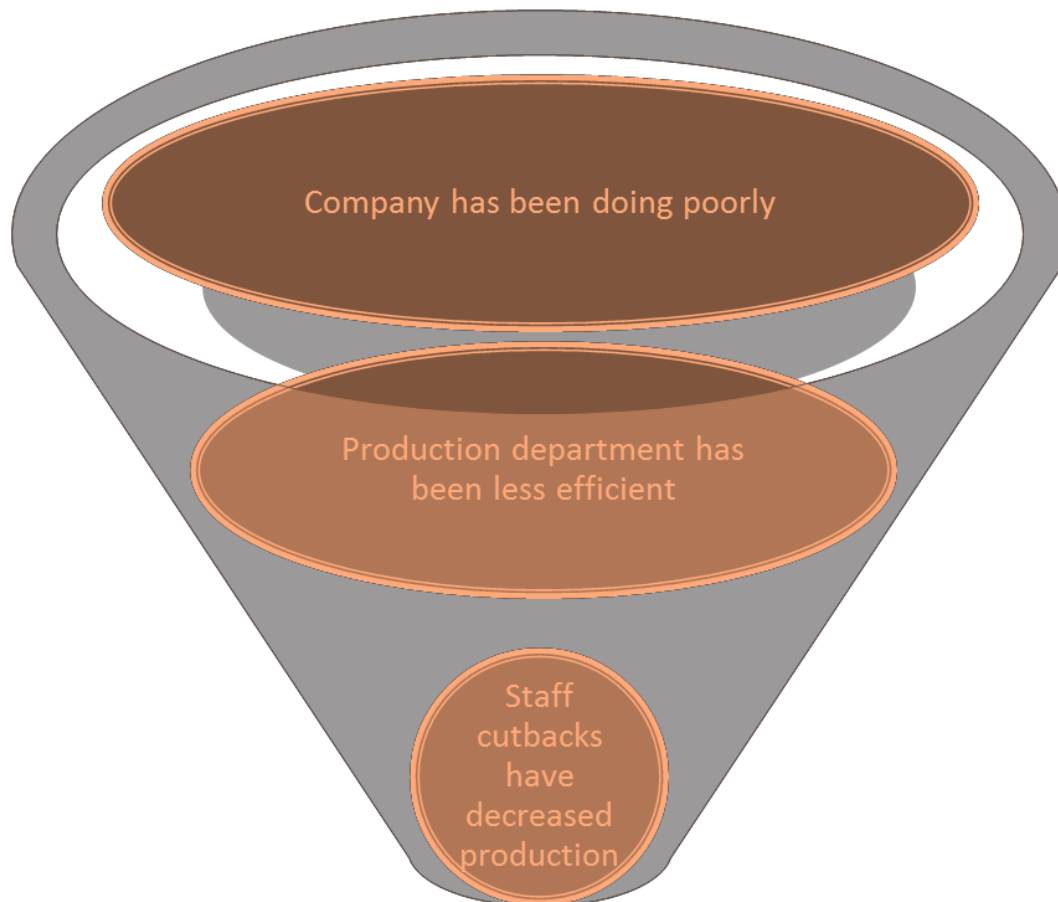 Company has been doing poorly
Production department has
been less efficient
Staff
cutbacks
have
decreased
production